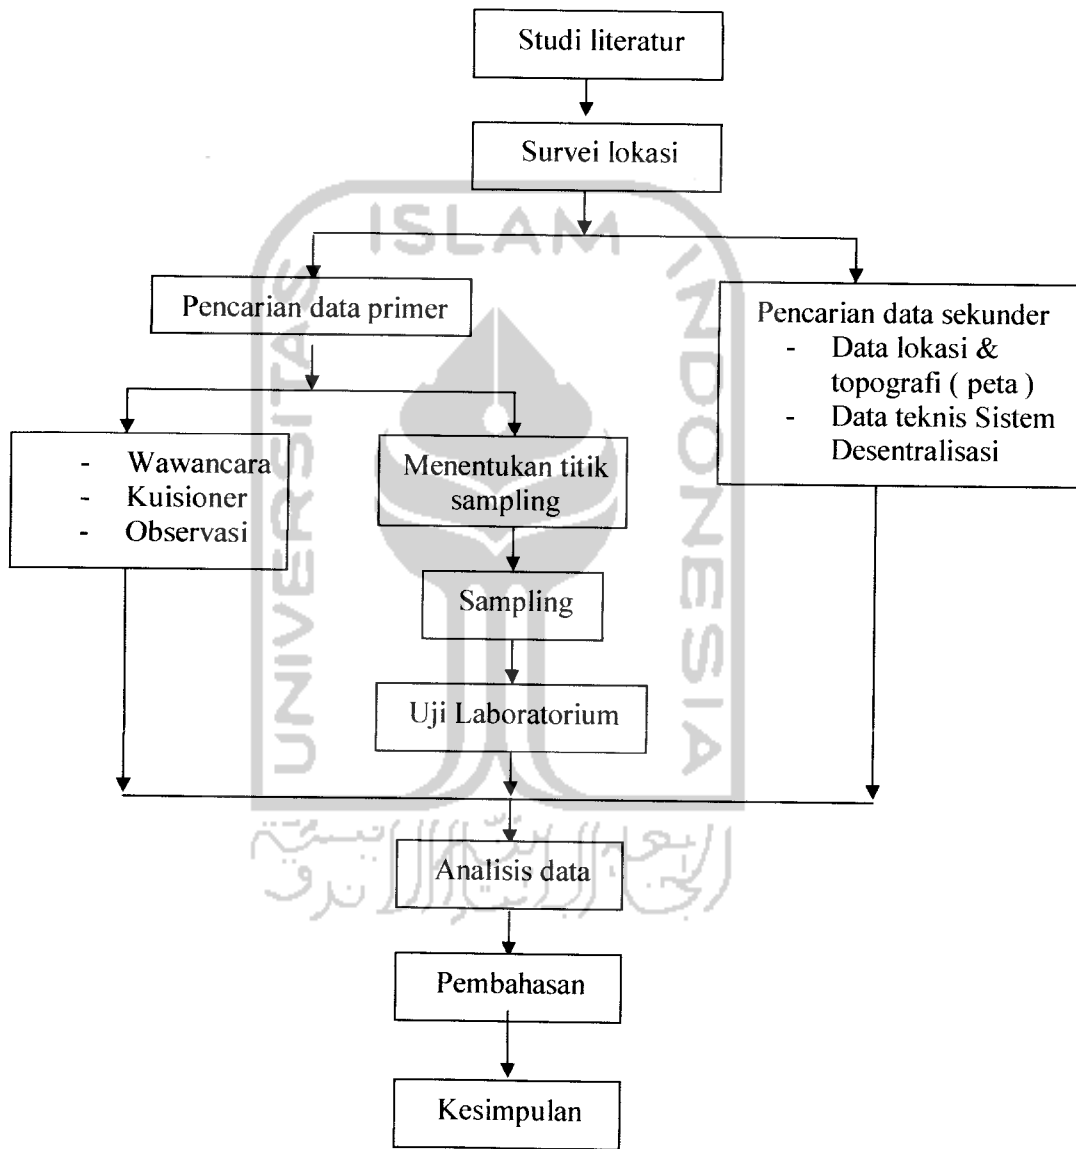 Studi literatur
Survei lokasi
ISLAM
UNIVERSITAS
INDONESIA
Pencarian data primer
Pencarian data sekunder
- Data lokasi &
topografi ( peta )
- Data teknis Sistem
Desentralisasi
- Wawancara
- Kuisioner
- Observasi
Menentukan titik
sampling
Sampling
Uji Laboratorium
Analisis data
Pembahasan
Kesimpulan